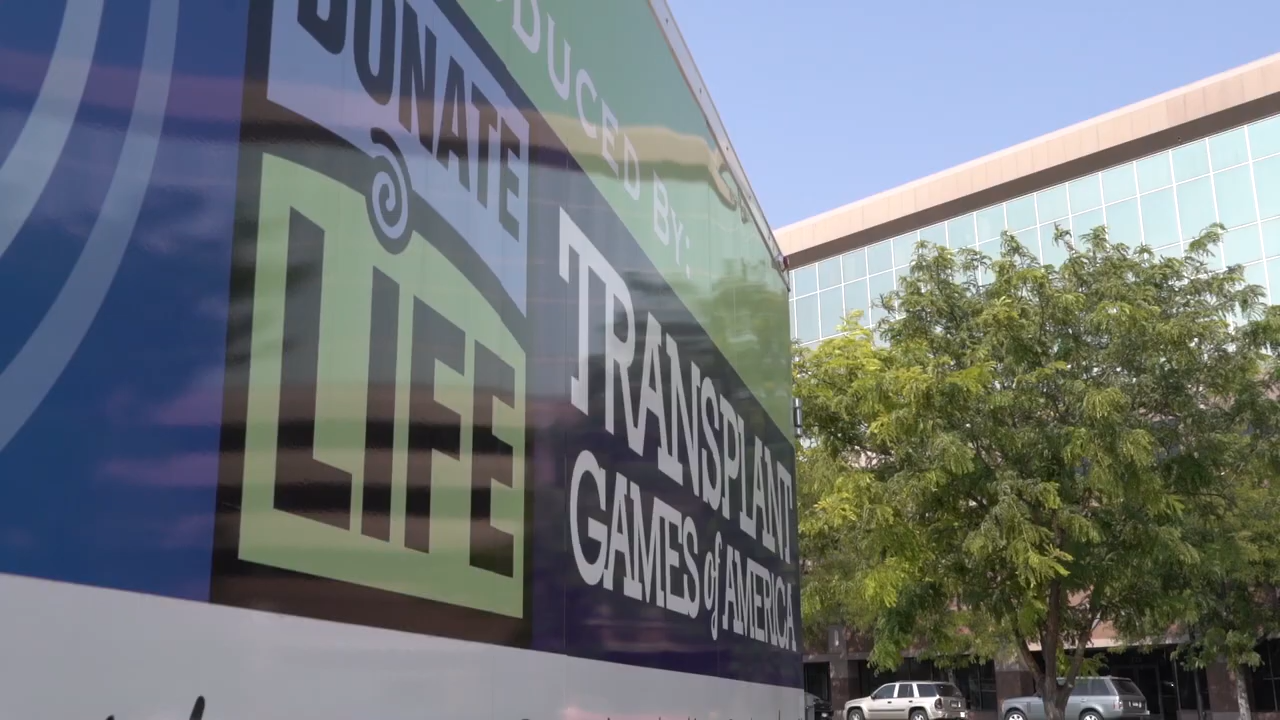 DONATE
LiFE
DUCED BY:
TRANSPLANT
GAMES of AMERICA